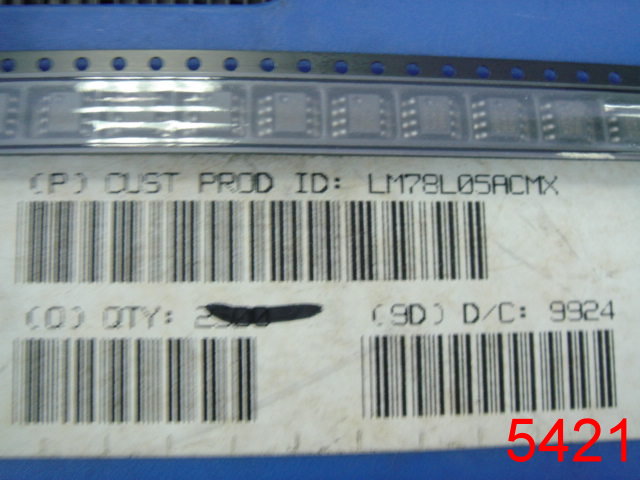 (P) CUST PROD ID: LM78L05ACMX
(Q) QTY:
(9D) D/C: 9924
5421